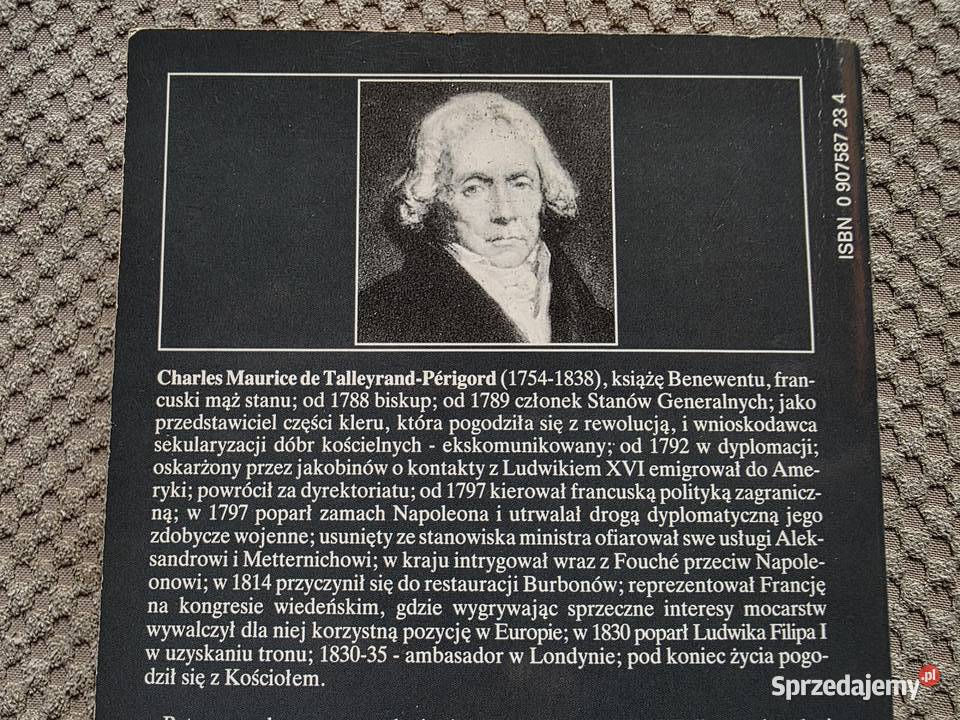 ISBN 0 907587 23 4
Charles Maurice de Talleyrand-Périgord (1754-1838), książę Benewentu, fran-
cuski mąż stanu; od 1788 biskup; od 1789 członek Stanów Generalnych; jako
przedstawiciel części kleru, która pogodziła się z rewolucją, i wnioskodawca
sekularyzacji dóbr kościelnych - ekskomunikowany; od 1792 w dyplomacji;
oskarżony przez jakobinów o kontakty z Ludwikiem XVI emigrował do Ame-
ryki; powrócił za dyrektoriatu; od 1797 kierował francuską polityką zagranicz-
ną; w 1797 poparł zamach Napoleona i utrwalał drogą dyplomatyczną jego
zdobycze wojenne; usunięty ze stanowiska ministra ofiarował swe usługi Alek-
sandrowi i Metternichowi; w kraju intrygował wraz z Fouché przeciw Napole-
onowi; w 1814 przyczynił się do restauracji Burbonów; reprezentował Francję
na kongresie wiedeńskim, gdzie wygrywając sprzeczne interesy mocarstw
wywalczył dla niej korzystną pozycję w Europie; w 1830 poparł Ludwika Filipa I
w uzyskaniu tronu; 1830-35 - ambasador w Londynie; pod koniec życia pogo-
dził się z Kościołem.
Sprzedajemy.pl